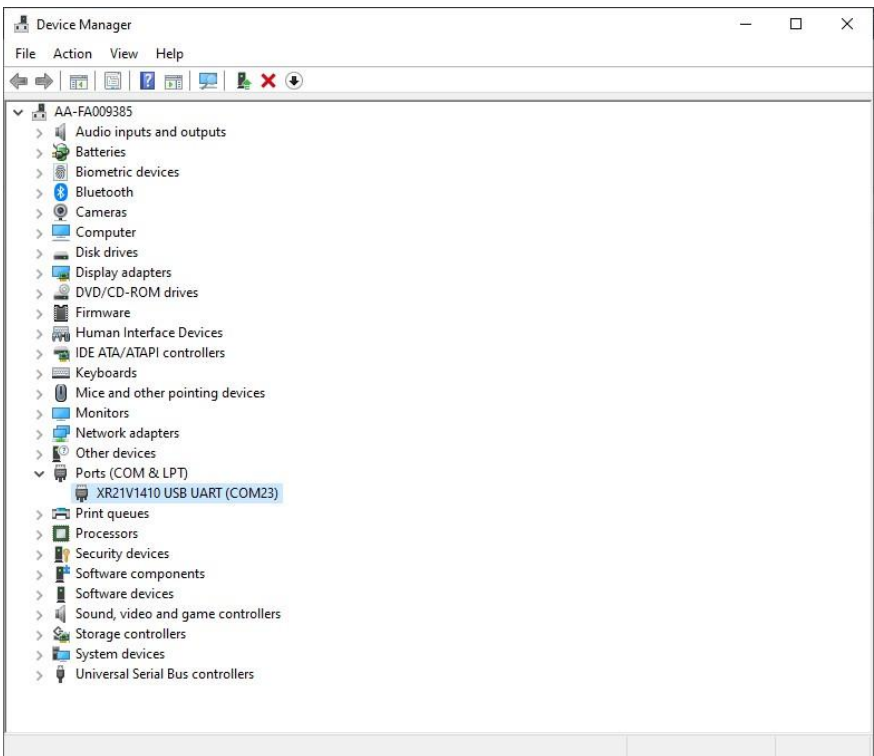 Device Manager
File Action View Help
AA-FA009385
Audio inputs and outputs
Batteries
Biometric devices
Bluetooth
Cameras
Computer
Disk drives
Display adapters
DVD/CD-ROM drives
Firmware
Human Interface Devices
IDE ATA/ATAPI controllers
Keyboards
Mice and other pointing devices
Monitors
Network adapters
Other devices
Ports (COM & LPT)
XR21V1410 USB UART (COM23)
Print queues
Processors
Security devices
Software components
Software devices
Sound, video and game controllers
Storage controllers
System devices
Universal Serial Bus controllers